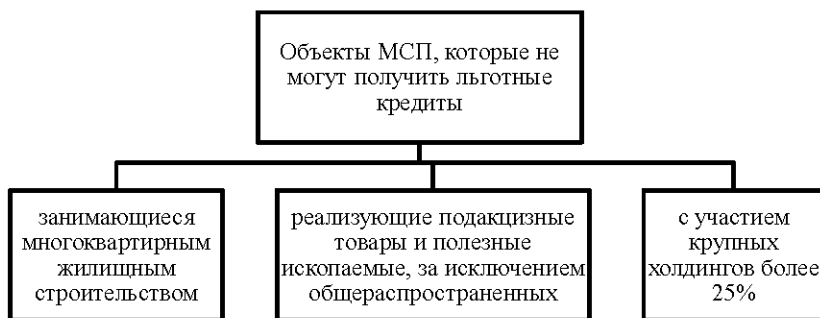 Объекты МСП, которые не
могут получить льготные
кредиты
занимающиеся
многоквартирным
жилищным
строительством
реализующие подакцизные
товары и полезные
ископаемые, за исключением
общераспространенных
с участием
крупных
холдингов более
25%